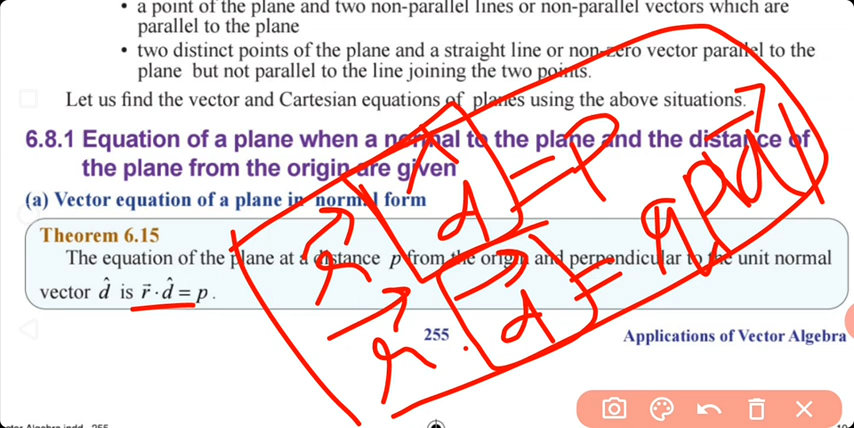 • a point of the plane and two non-parallel lines or non-parallel vectors which are
parallel to the plane
• two distinct points of the plane and a straight line or non-zero vector parallel to the
plane but not parallel to the line joining the two points.
Let us find the vector and Cartesian equations of planes using the above situations.
6.8.1 Equation of a plane when a normal to the plane and the distance of
the plane from the origin are given
(a) Vector equation of a plane in normal form
Theorem 6.15
The equation of the plane at a distance p from the origin and perpendicular to the unit normal
vector d̂ is r⃗ · d̂ = p .
255
Applications of Vector Algebra